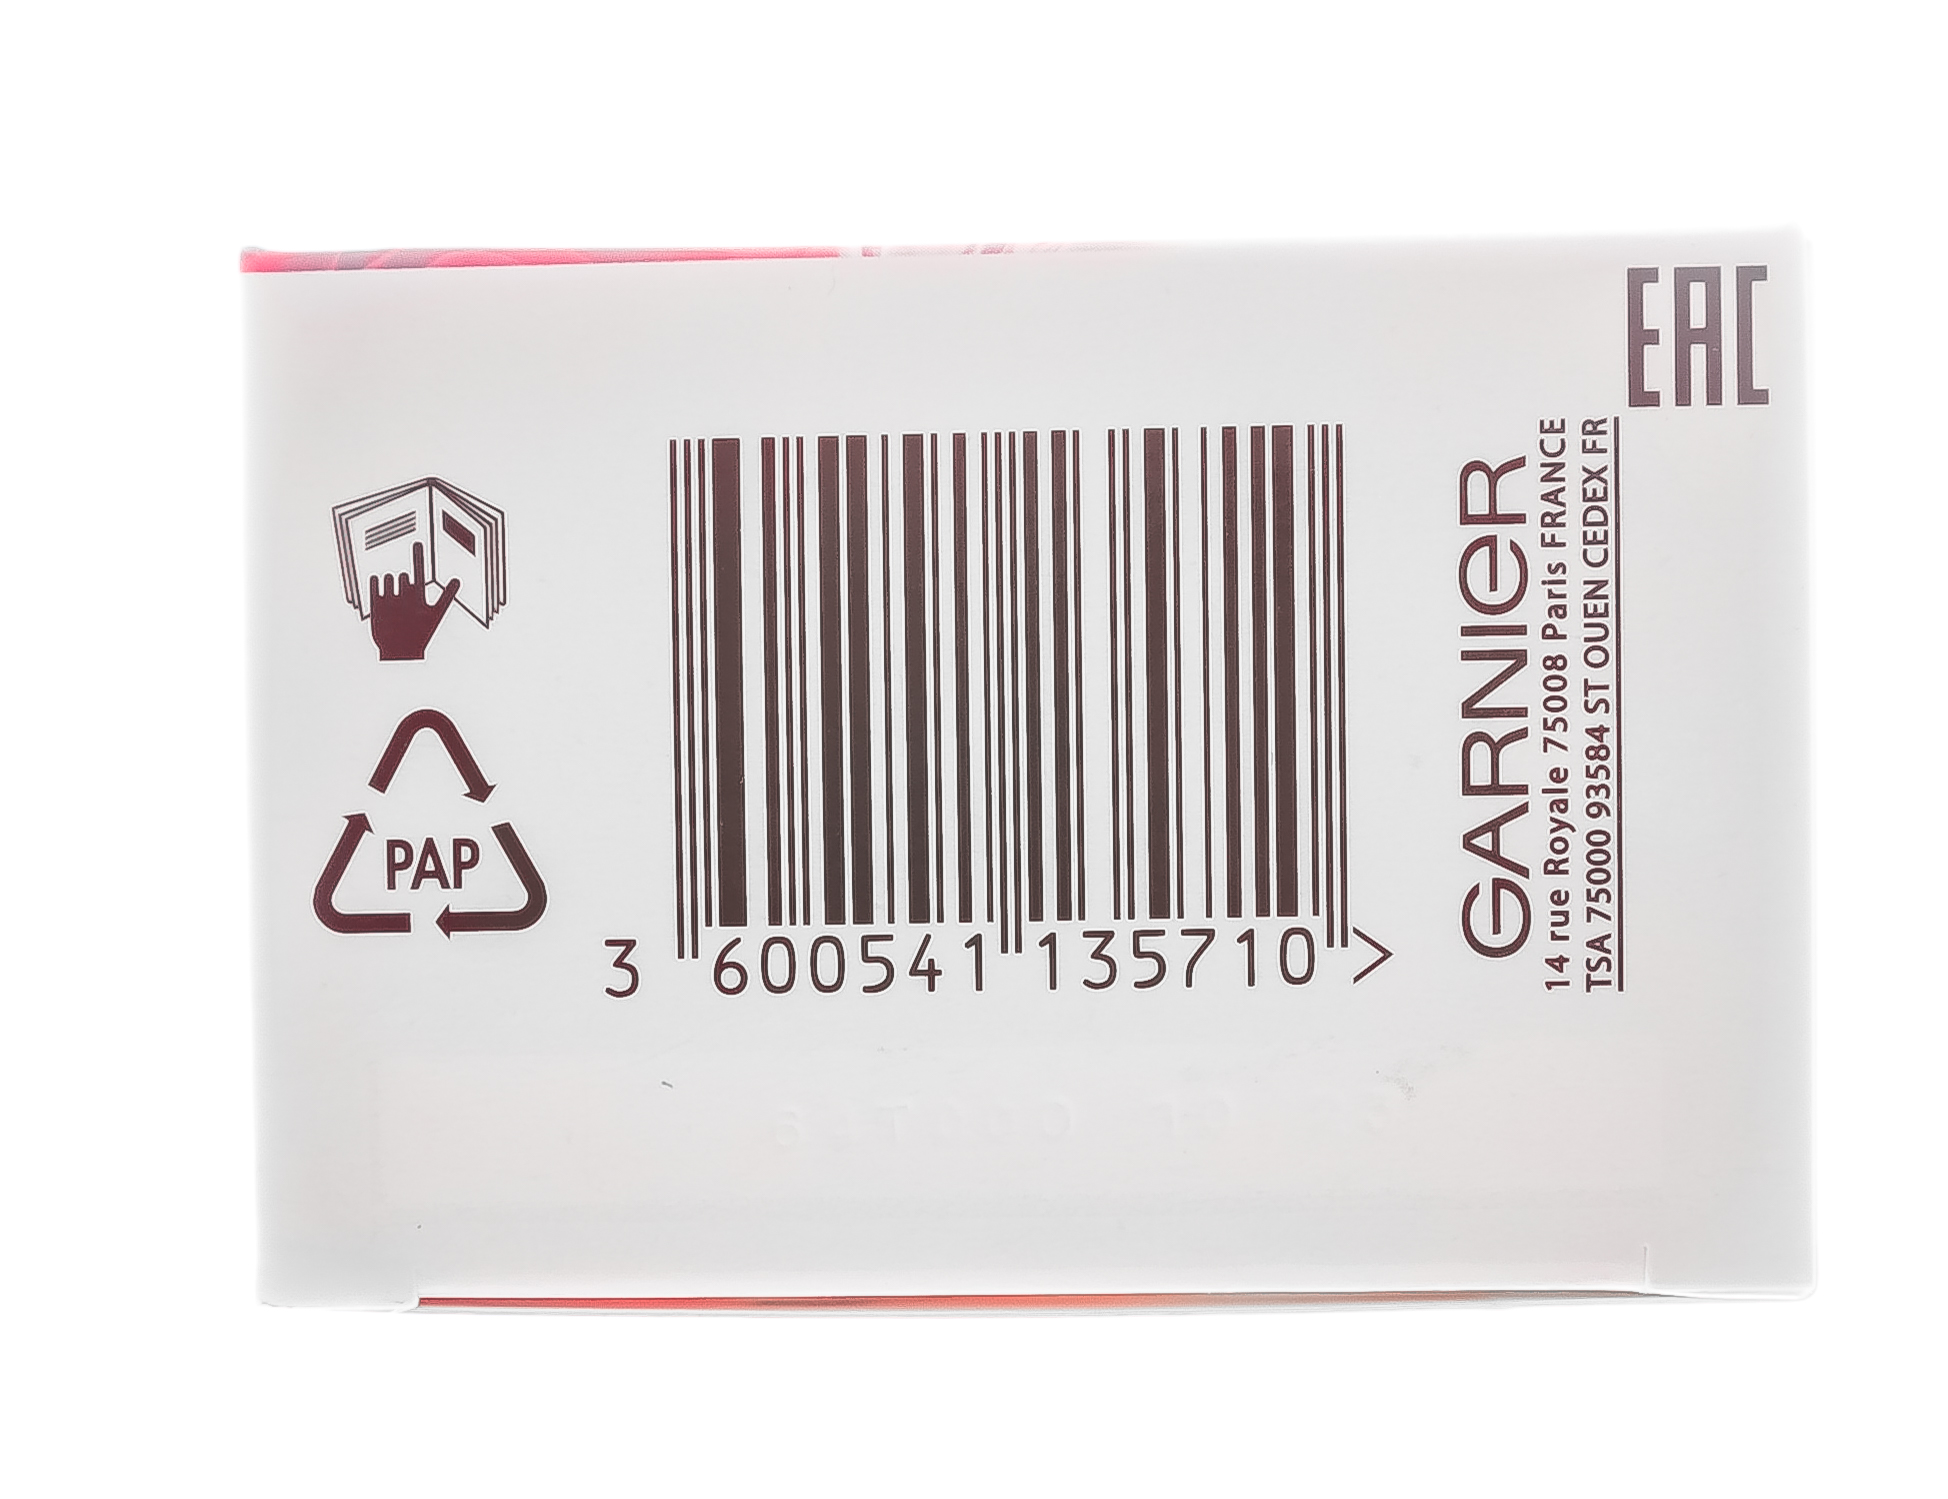 EAC
PAP
3 600541 135710 >
GARNIER
14 rue Royale 75008 Paris FRANCE
TSA 75000 93584 ST OUEN CEDEX FR